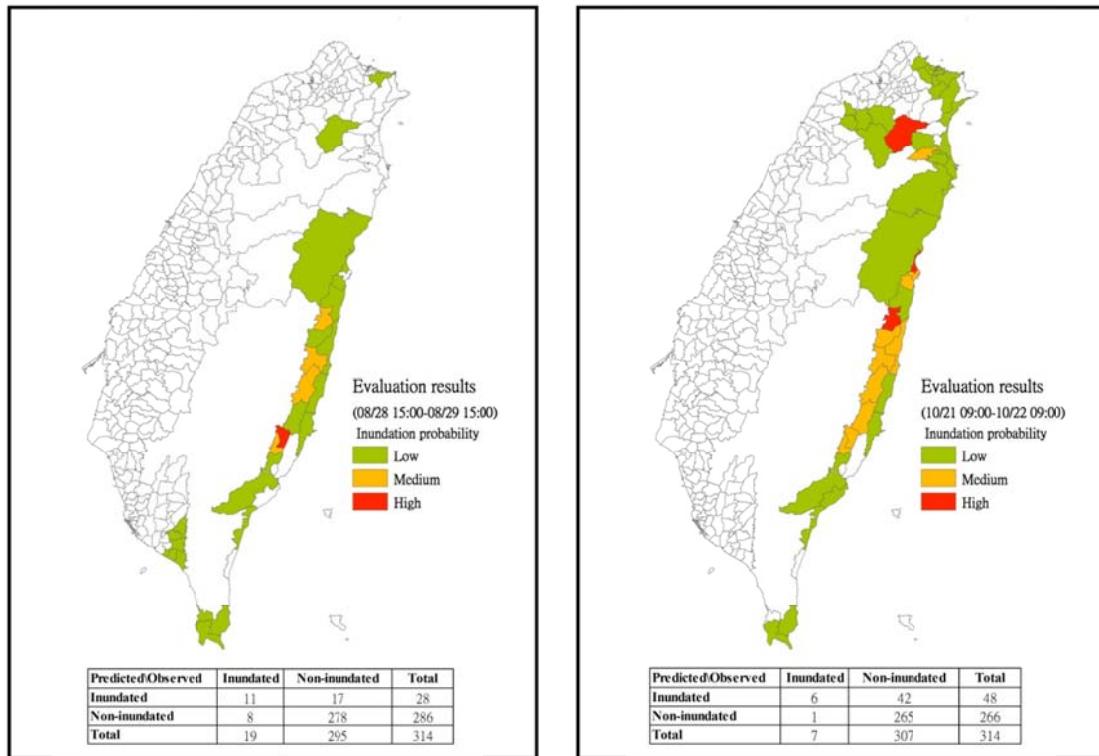 Evaluation results
(08/28 15:00-08/29 15:00)
Inundation probability
Low
Medium
High
Predicted\Observed Inundated Non-inundated Total
Inundated 11 17 28
Non-inundated 8 278 286
Total 19 295 314
Evaluation results
(10/21 09:00-10/22 09:00)
Inundation probability
Low
Medium
High
Predicted\Observed Inundated Non-inundated Total
Inundated 6 42 48
Non-inundated 1 265 266
Total 7 307 314